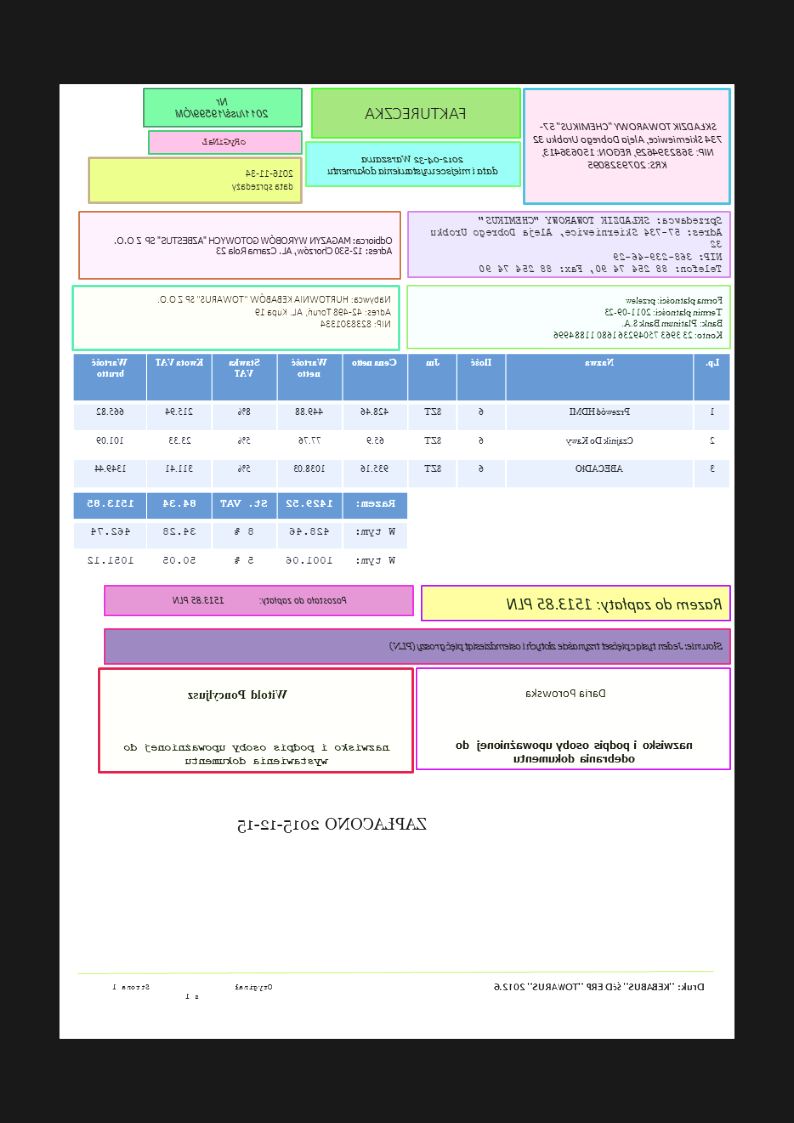 SKŁADZIK TOWAROWY "CHEMIKUS" 57-
734 Skierniewice, Aleja Dobrego Urobku 32
NIP: 3682394629, REGON: 150636413,
KRS: 2079328095
FAKTURECZKA
2012-04-32 Warszawa
data i miejsce wystawienia dokumentu
Nr
2011/usś/19599/ÓM
oRyGiNaŁ
2016-11-34
data sprzedaży
Sprzedawca: SKŁADZIK TOWAROWY "CHEMIKUS"
Adres: 57-734 Skierniewice, Aleja Dobrego Urobku
32
NIP: 368-239-46-29
Telefon: 88 254 74 90, Fax: 88 254 74 90
Odbiorca: MAGAZYN WYROBÓW GOTOWYCH "AZBESTUS" SP Z O.O.
Adres: 12-530 Chorzów, AL. Czarna Rola 23
Forma płatności: przelew
Termin płatności: 2011-09-23
Bank: Platinum Bank S.A.
Konto: 23 3963 7504 9236 1680 1188 4996
Nabywca: HURTOWNIA KEBABÓW "TOWARUS" SP Z O.O.
Adres: 42-498 Toruń, AL. Kupa 19
NIP: 8238301334
Lp. Nazwa Ilość Jm Cena netto Wartość netto Stawka VAT Kwota VAT Wartość brutto
1 Przewód HDMI 6 SZT 428.46 449.88 8% 215.94 665.82
2 Czajnik Do Kawy 6 SZT 65.9 77.76 5% 23.33 101.09
3 ABECADŁO 6 SZT 935.16 1038.03 5% 311.41 1349.44
Razem: 1429.52 St. VAT 84.34 1513.85
W tym: 428.46 8 % 34.28 462.74
W tym: 1001.06 5 % 50.05 1051.12
Razem do zapłaty: 1513.85 PLN
Pozostało do zapłaty: 1513.85 PLN
Słownie: Jeden tysiąc pięćset trzynaście złotych i osiemdziesiąt pięć groszy (PLN)
Daria Porowska
nazwisko i podpis osoby upoważnionej do
odebrania dokumentu
Witold Poncyljusz
nazwisko i podpis osoby upoważnionej do
wystawienia dokumentu
ZAPŁACONO 2015-12-15
Druk: "KEBABUS" śćD ERP "TOWARUS" 2012.6
Oryginał
Strona 1
z 1